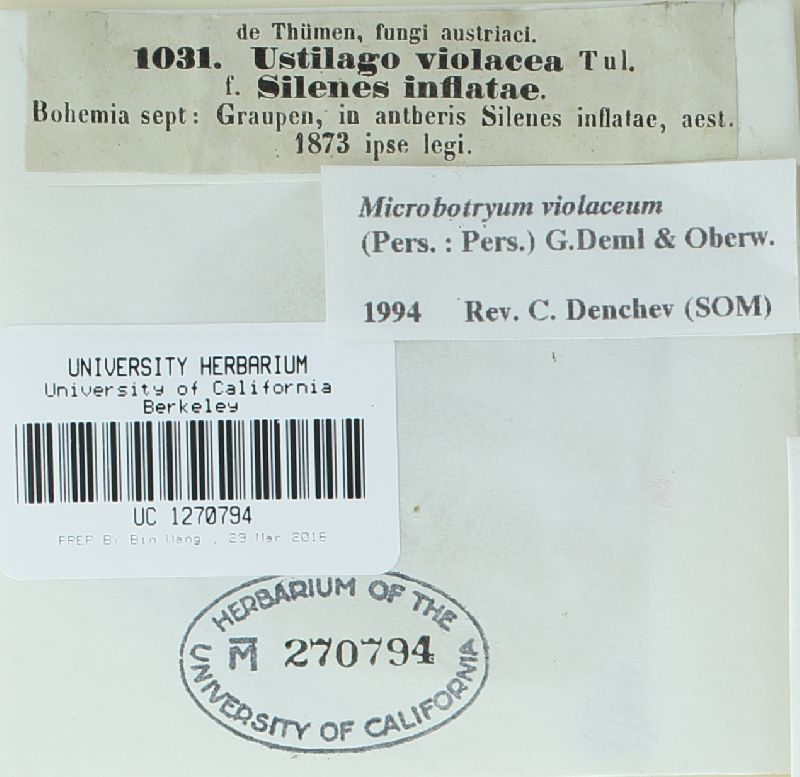 de Thümen, fungi austriaci.
1031. Ustilago violacea Tul.
f. Silenes inflatae.
Bohemia sept: Graupen, in antheris Silenes inflatae, aest.
1873 ipse legi.
Microbotryum violaceum
(Pers. : Pers.) G.Deml & Oberw.
1994 Rev. C. Denchev (SOM)
UNIVERSITY HERBARIUM
University of California
Berkeley
UC 1270794
PREP BY Bin Wang , 29 Mar 2016
HERBARIUM OF THE
M 270794
UNIVERSITY OF CALIFORNIA